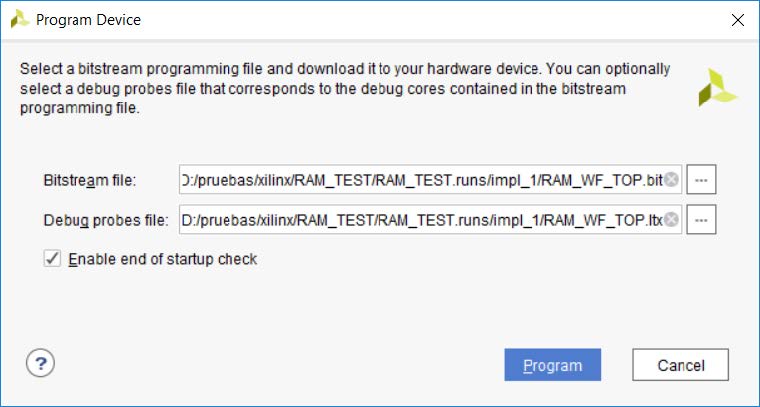 Program Device
Select a bitstream programming file and download it to your hardware device. You can optionally
select a debug probes file that corresponds to the debug cores contained in the bitstream
programming file.
Bitstream file: D:/pruebas/xilinx/RAM_TEST/RAM_TEST.runs/impl_1/RAM_WF_TOP.bit ...
Debug probes file: D:/pruebas/xilinx/RAM_TEST/RAM_TEST.runs/impl_1/RAM_WF_TOP.ltx ...
Enable end of startup check
? Program Cancel